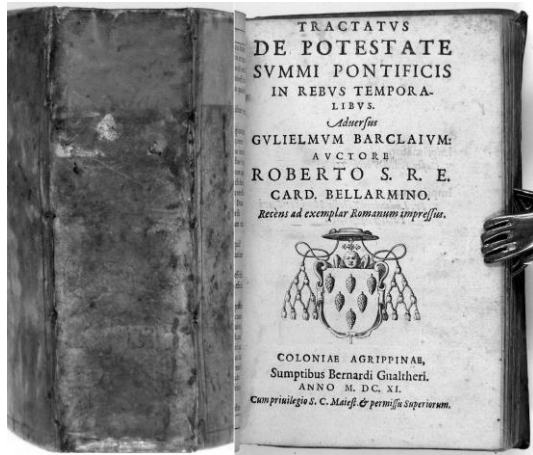 TRACTATVS
DE POTESTATE
SVMMI PONTIFICIS
IN REBVS TEMPORA-
LIBVS.
Aduersus
GVLIELMVM BARCLAIVM:
AVCTORE
ROBERTO S. R. E.
CARD. BELLARMINO.
Recèns ad exemplar Romanum impressus.
COLONIAE AGRIPPINAE,
Sumptibus Bernardi Gualtheri.
ANNO M. DC. XI.
Cum priuilegio S. C. Maiest. & permissu Superiorum.